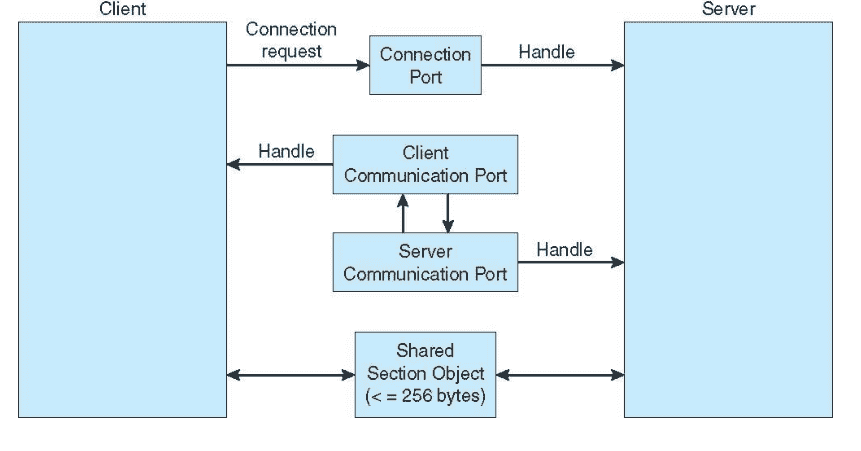 Client
Server
Connection
request
Connection
Port
Handle
Handle
Client
Communication Port
Server
Communication Port
Handle
Shared
Section Object
(< = 256 bytes)